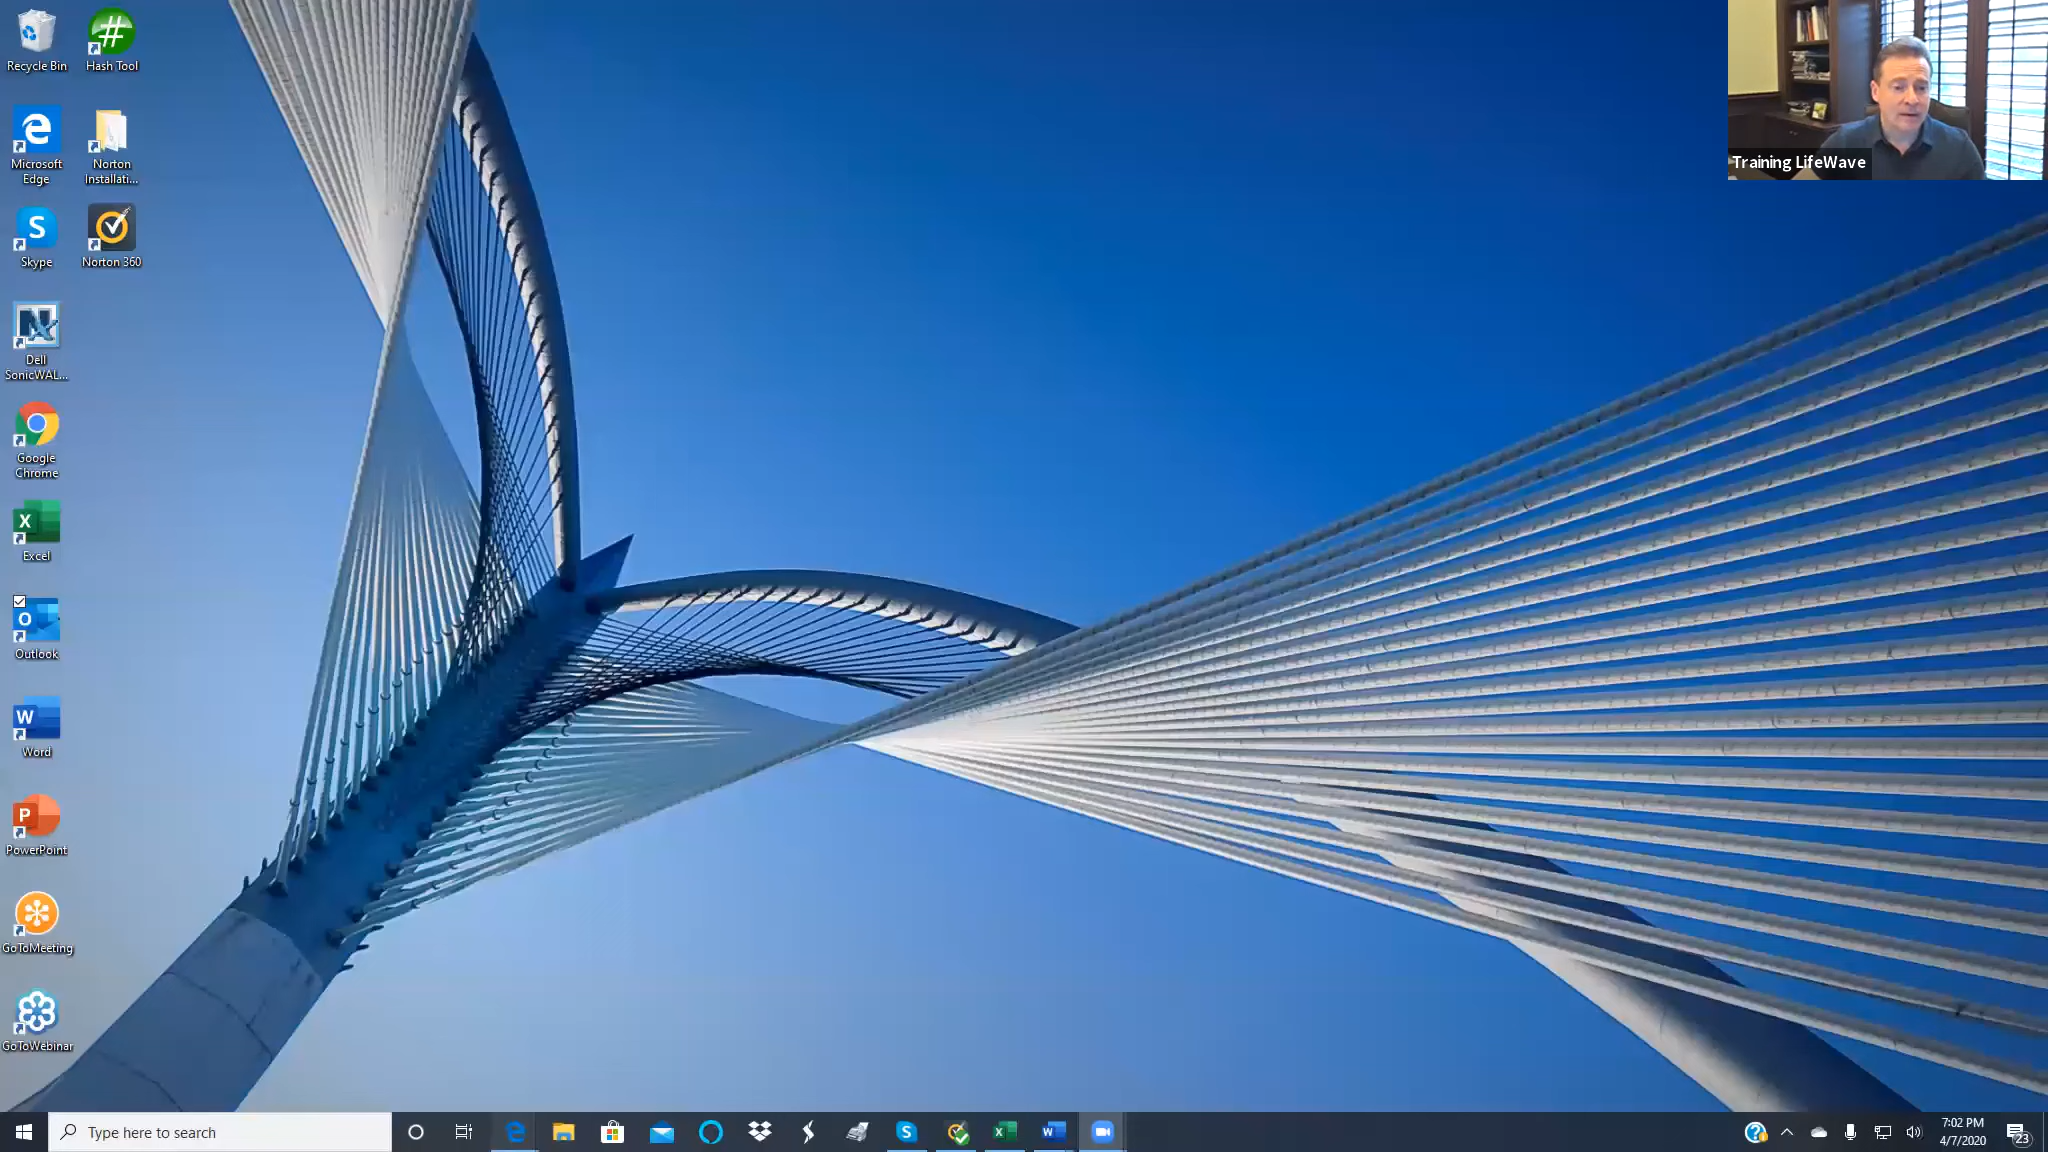 Recycle Bin
Hash Tool
Microsoft
Edge
Norton
Installati...
Skype
Norton 360
Dell
SonicWAL...
Google
Chrome
Excel
Outlook
Word
PowerPoint
GoToMeeting
GoToWebinar
Training LifeWave
Type here to search
7:02 PM
4/7/2020
23